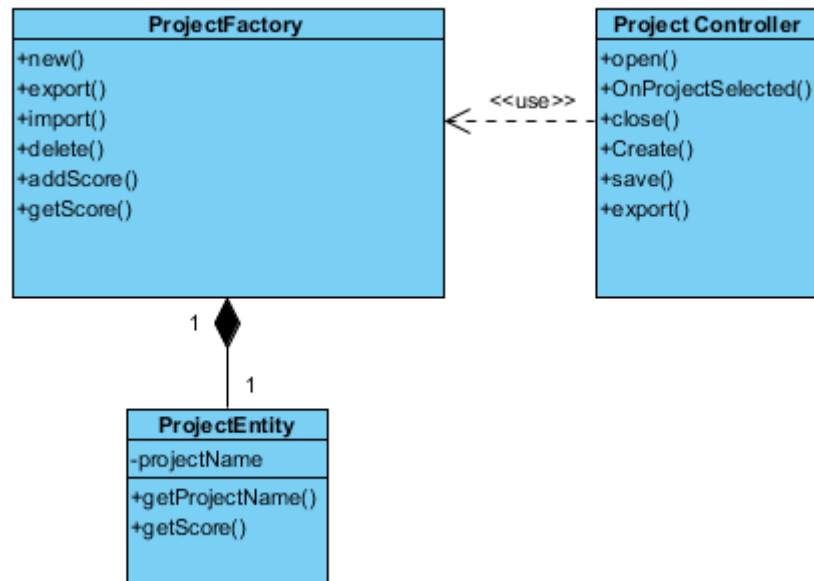 ProjectFactory
+new()
+export()
+import()
+delete()
+addScore()
+getScore()
<<use>>
Project Controller
+open()
+OnProjectSelected()
+close()
+Create()
+save()
+export()
1
1
ProjectEntity
-projectName
+getProjectName()
+getScore()